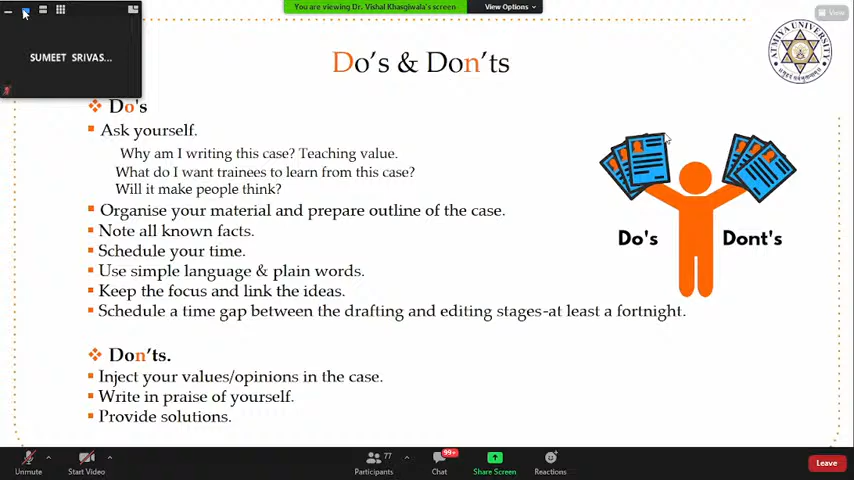 You are viewing Dr. Vishal Khasgiwala's screen
View Options
View
SUMEET SRIVAS...
Do's & Don'ts
ATMIYA UNIVERSITY
Do's
Ask yourself.
Why am I writing this case? Teaching value.
What do I want trainees to learn from this case?
Will it make people think?
Organise your material and prepare outline of the case.
Note all known facts.
Schedule your time.
Use simple language & plain words.
Keep the focus and link the ideas.
Schedule a time gap between the drafting and editing stages-at least a fortnight.
Do's
Dont's
Don'ts.
Inject your values/opinions in the case.
Write in praise of yourself.
Provide solutions.
77
99+
Unmute
Start Video
Participants
Chat
Share Screen
Reactions
Leave